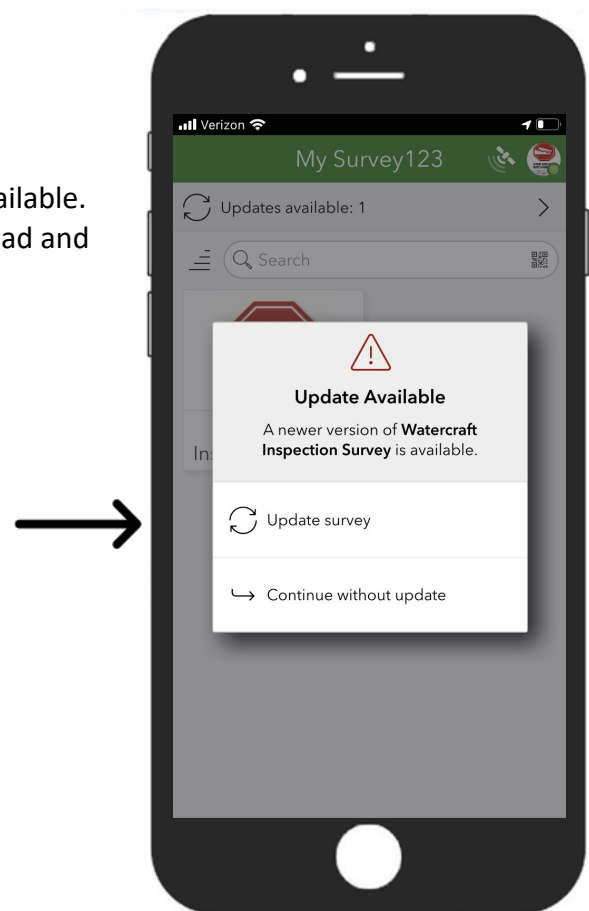 ailable.
ad and
Verizon
My Survey123
Updates available: 1
Search
In
Update Available
A newer version of Watercraft
Inspection Survey is available.
Update survey
Continue without update